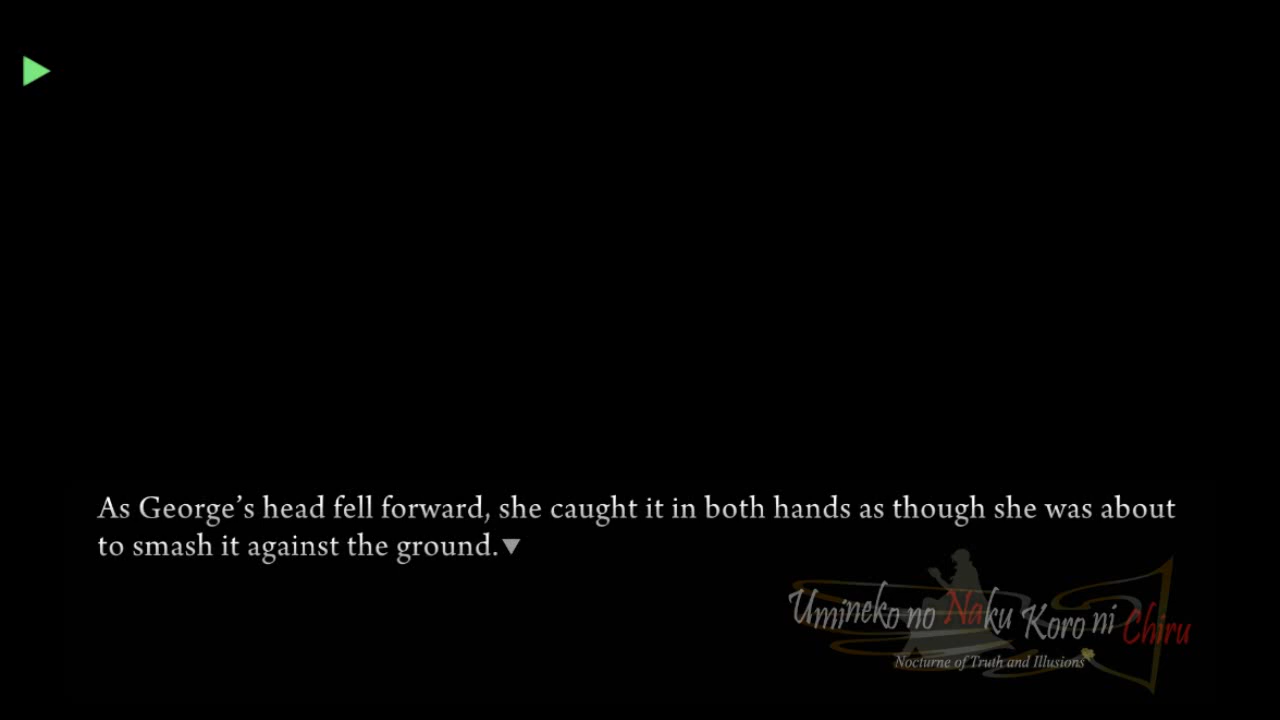 As George’s head fell forward, she caught it in both hands as though she was about
to smash it against the ground.
Umineko no Naku Koro ni Chiru
Nocturne of Truth and Illusions